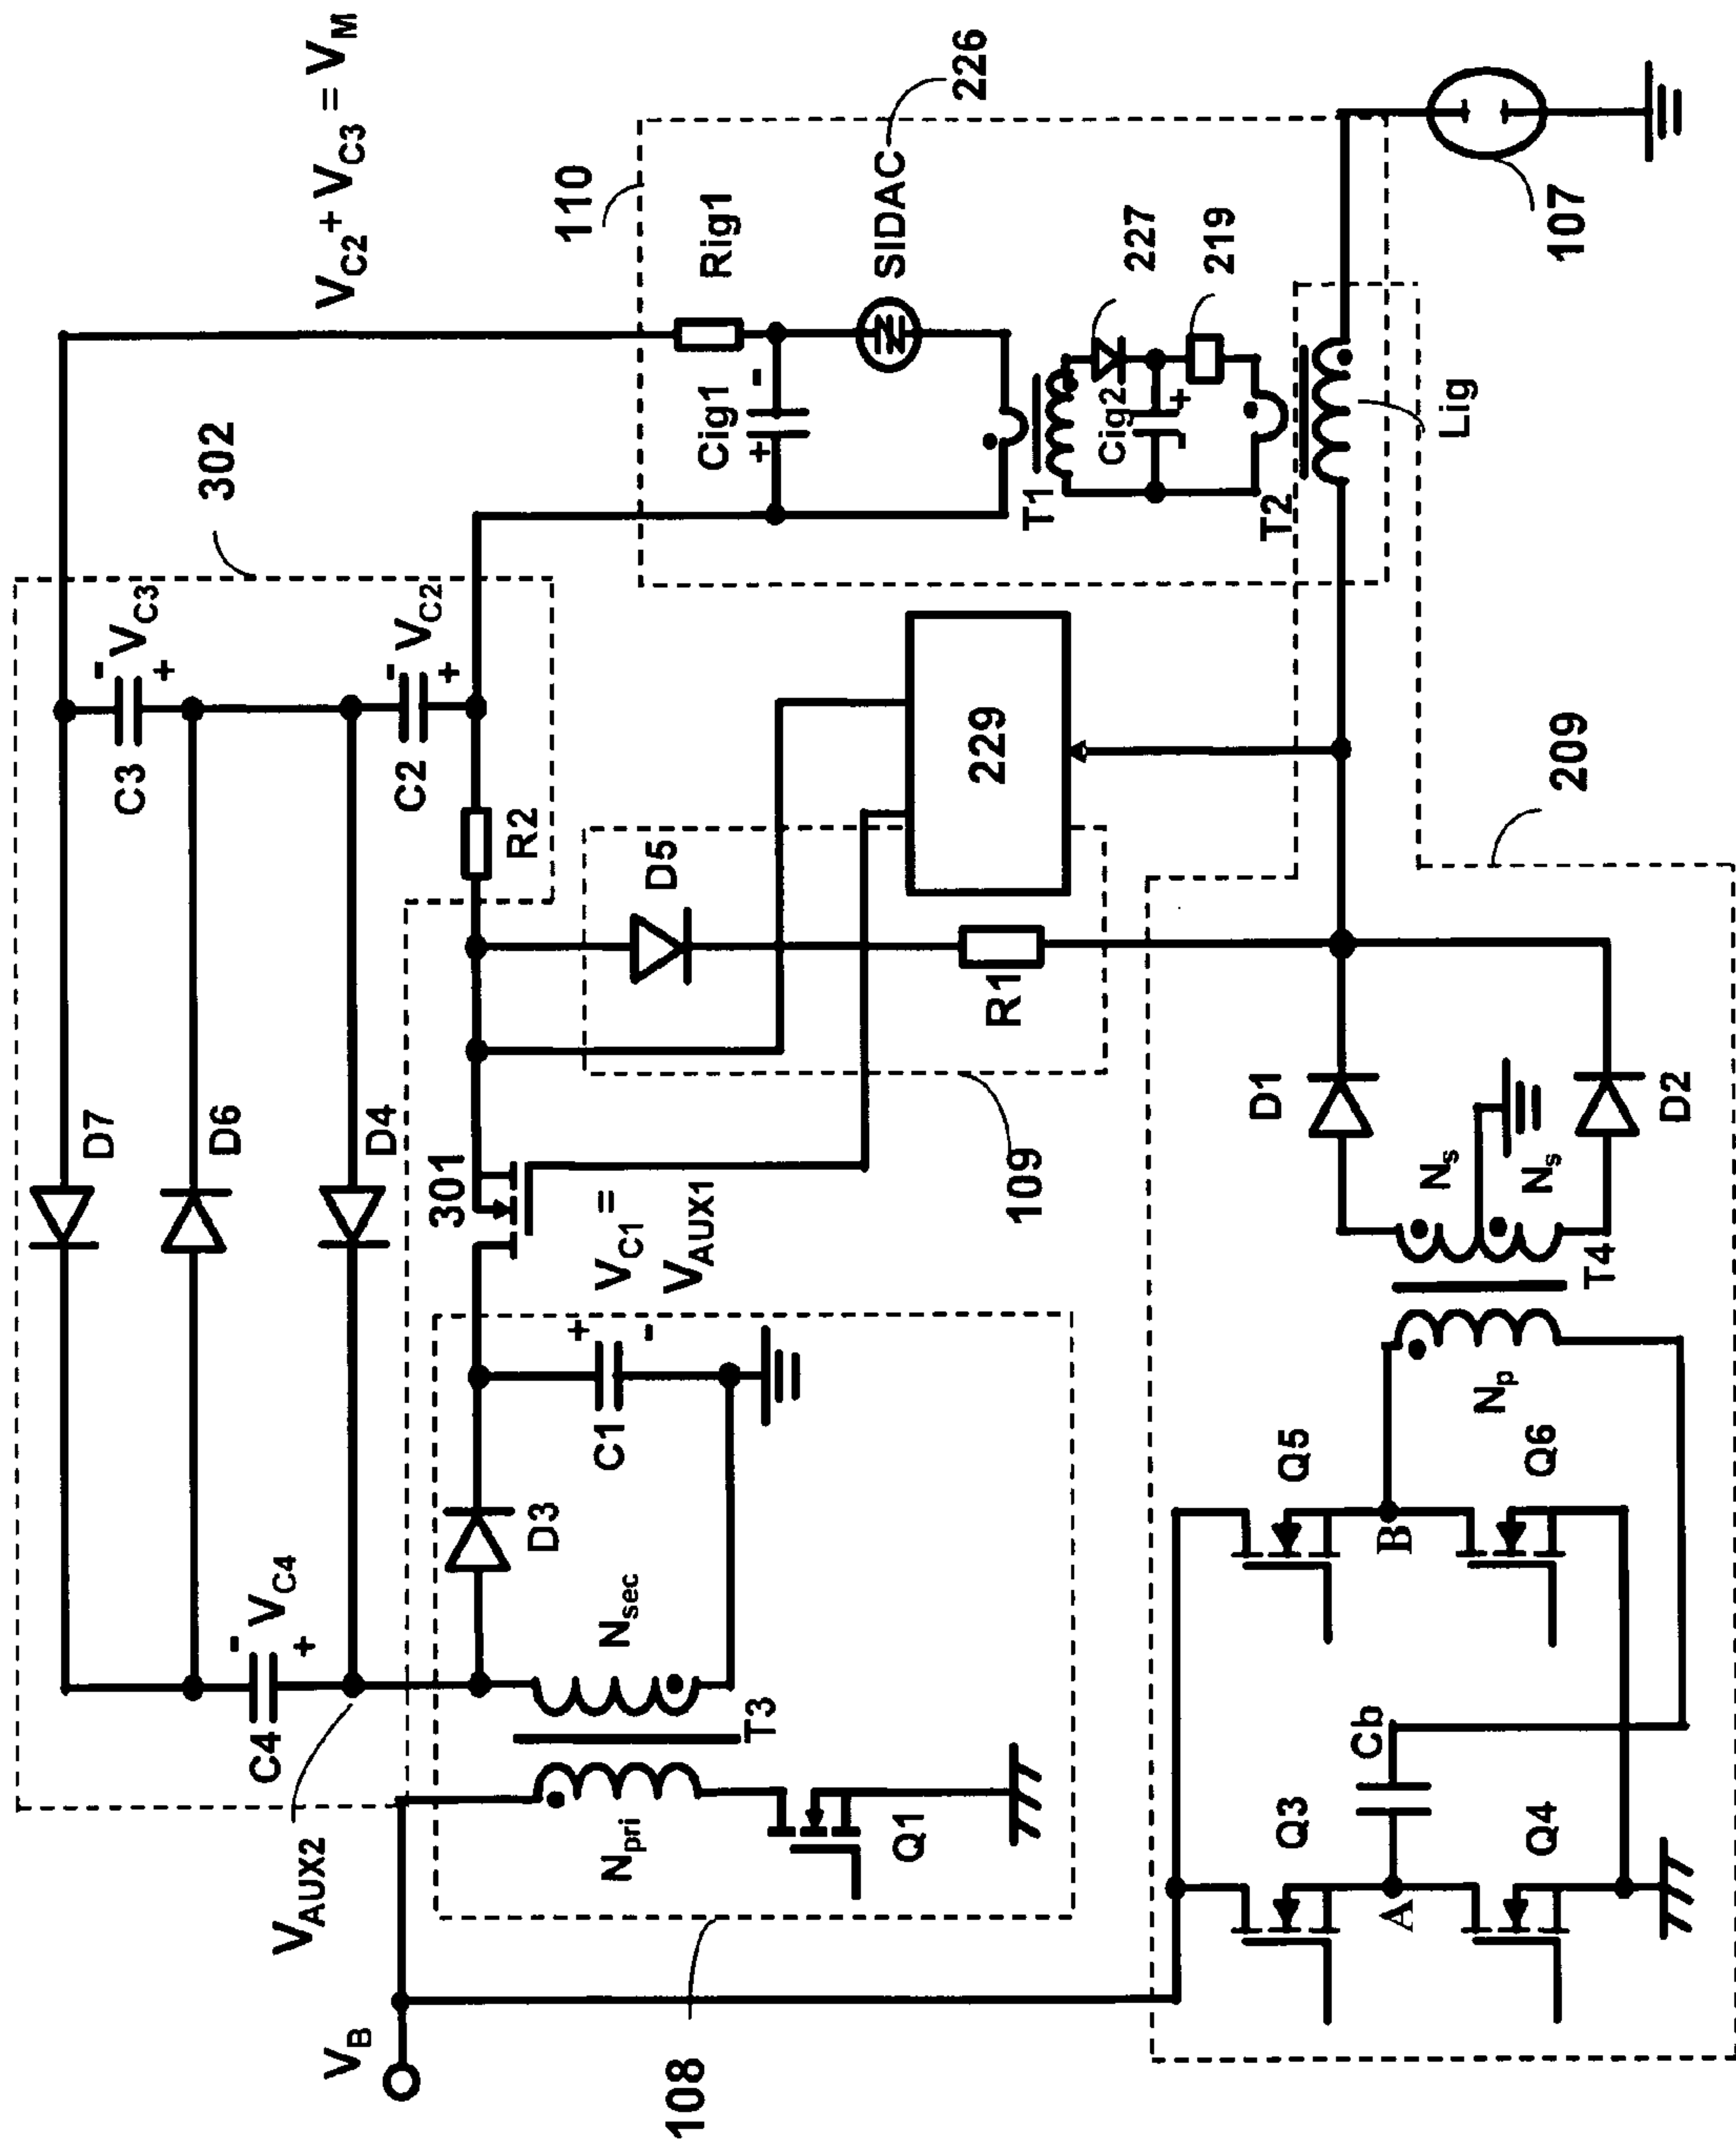 V_C2 + V_C3 = V_M
302
110
226
SIDAC
Rig1
Cig1
+
-
227
219
Cig2
+
T1
T2
Lig
107
-
V_C3
+
C3
-
V_C2
+
C2
R2
D5
229
R1
109
209
D7
D6
D4
301
V_C1 =
V_AUX1
D1
D2
N_s
N_s
T4
N_p
-
V_C4
+
C4
D3
+
-
C1
N_sec
T3
N_pri
Q1
V_AUX2
V_B
108
Q5
Q6
B
Cb
Q3
Q4
A